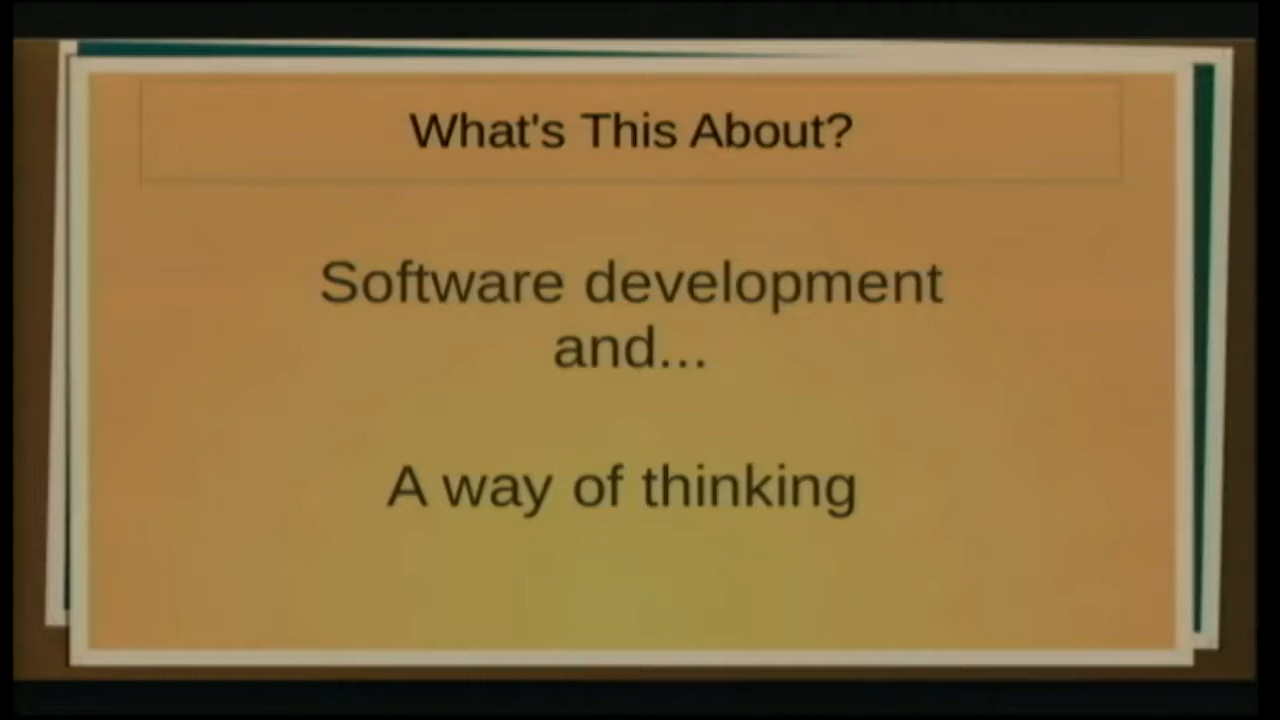 What's This About?
Software development
and...
A way of thinking